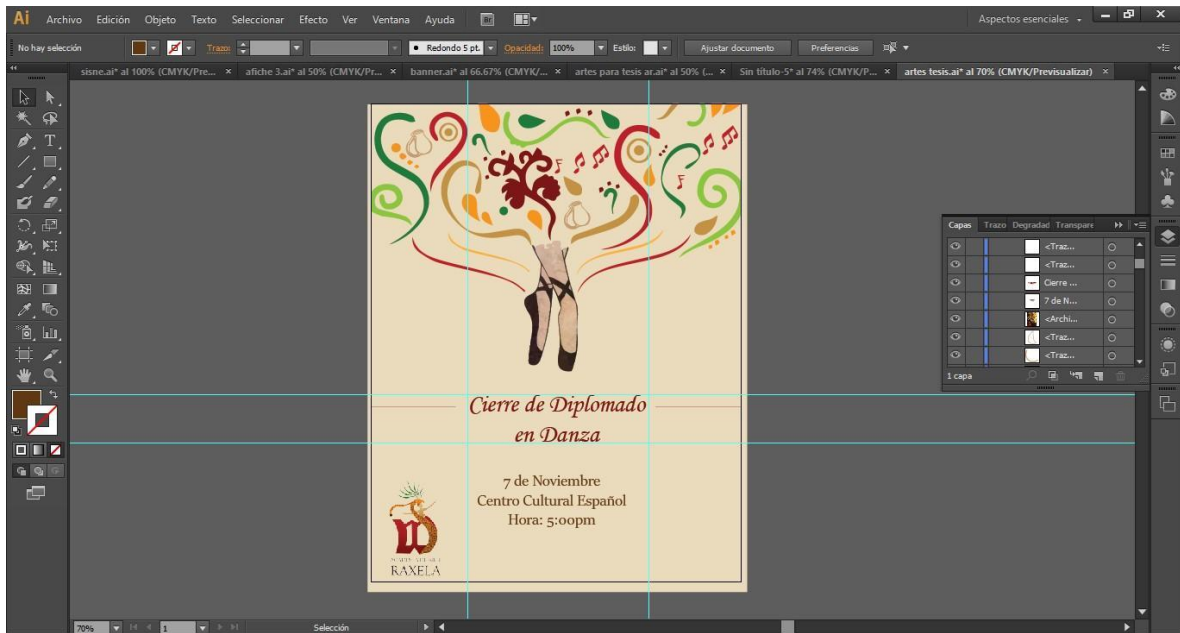 Ai Archivo Edición Objeto Texto Seleccionar Efecto Ver Ventana Ayuda Br Aspectos esenciales
No hay selección Trazo: Redondo 5 pt. Opacidad: 100% Estilo: Ajustar documento Preferencias
sisne.ai* al 100% (CMYK/Pre... × afiche 3.ai* al 50% (CMYK/Pr... × banner.ai* al 66.67% (CMYK/... × artes para tesis ar.ai* al 50% (... × Sin título-5* al 74% (CMYK/P... × artes tesis.ai* al 70% (CMYK/Previsualizar) ×
Capas Trazo Degradad Transpare
<Traz...
<Traz...
Cierre ...
7 de N...
<Archi...
<Traz...
<Traz...
1 capa
Cierre de Diplomado
en Danza
7 de Noviembre
Centro Cultural Español
Hora: 5:00pm
RAXELA
70% 1 Selección